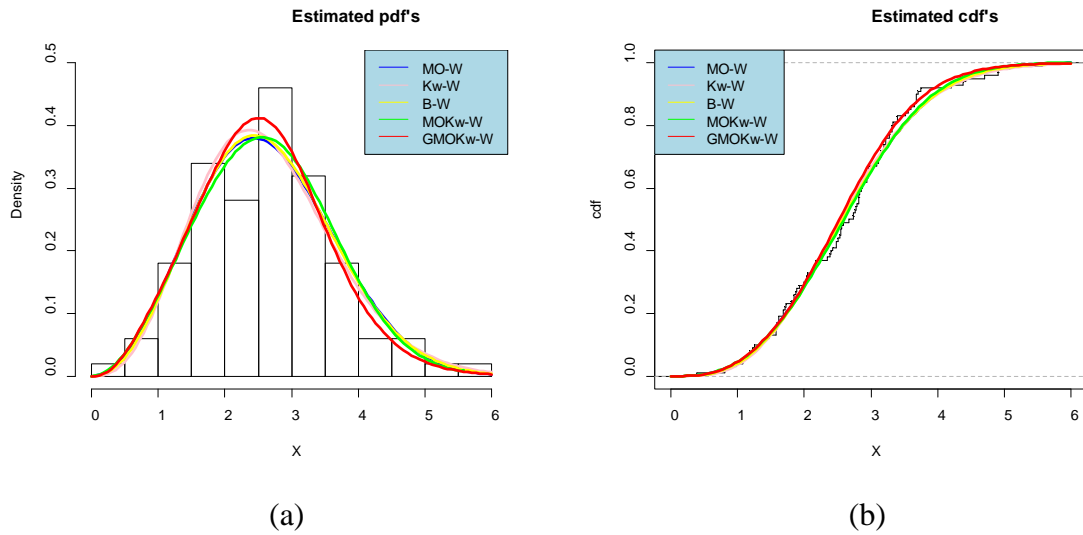 Estimated pdf's
0.5
0.4
0.3
0.2
0.1
0.0
Density
MO-W
Kw-W
B-W
MOKw-W
GMOKw-W
0 1 2 3 4 5 6
X
(a)
Estimated cdf's
1.0
0.8
0.6
0.4
0.2
0.0
cdf
MO-W
Kw-W
B-W
MOKw-W
GMOKw-W
0 1 2 3 4 5 6
X
(b)